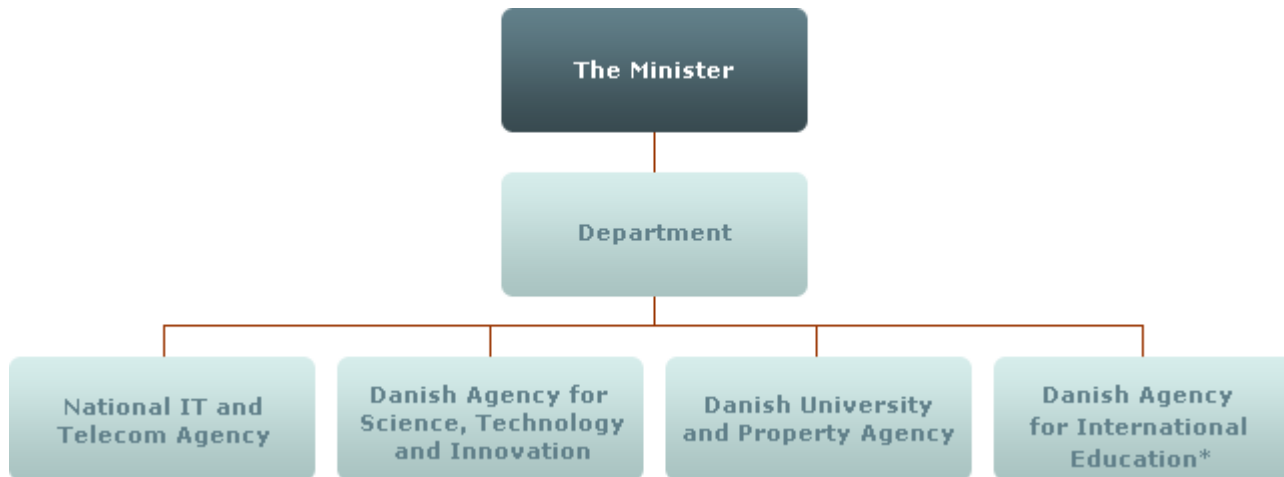 The Minister
Department
National IT and
Telecom Agency
Danish Agency for
Science, Technology
and Innovation
Danish University
and Property Agency
Danish Agency
for International
Education*